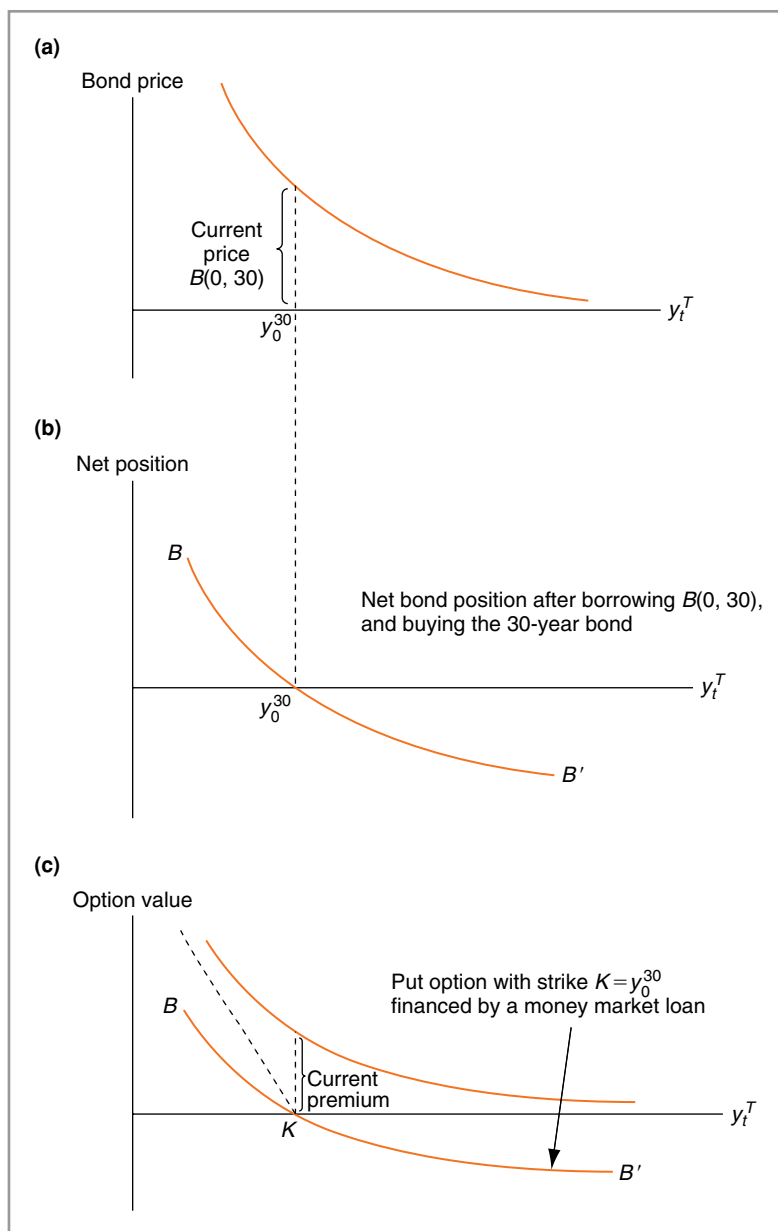 (a)
Bond price
Current
price
B(0, 30)
y_0^{30}
y_t^T
(b)
Net position
B
Net bond position after borrowing B(0, 30),
and buying the 30-year bond
y_0^{30}
y_t^T
B′
(c)
Option value
Put option with strike K = y_0^{30}
financed by a money market loan
B
Current
premium
K
y_t^T
B′